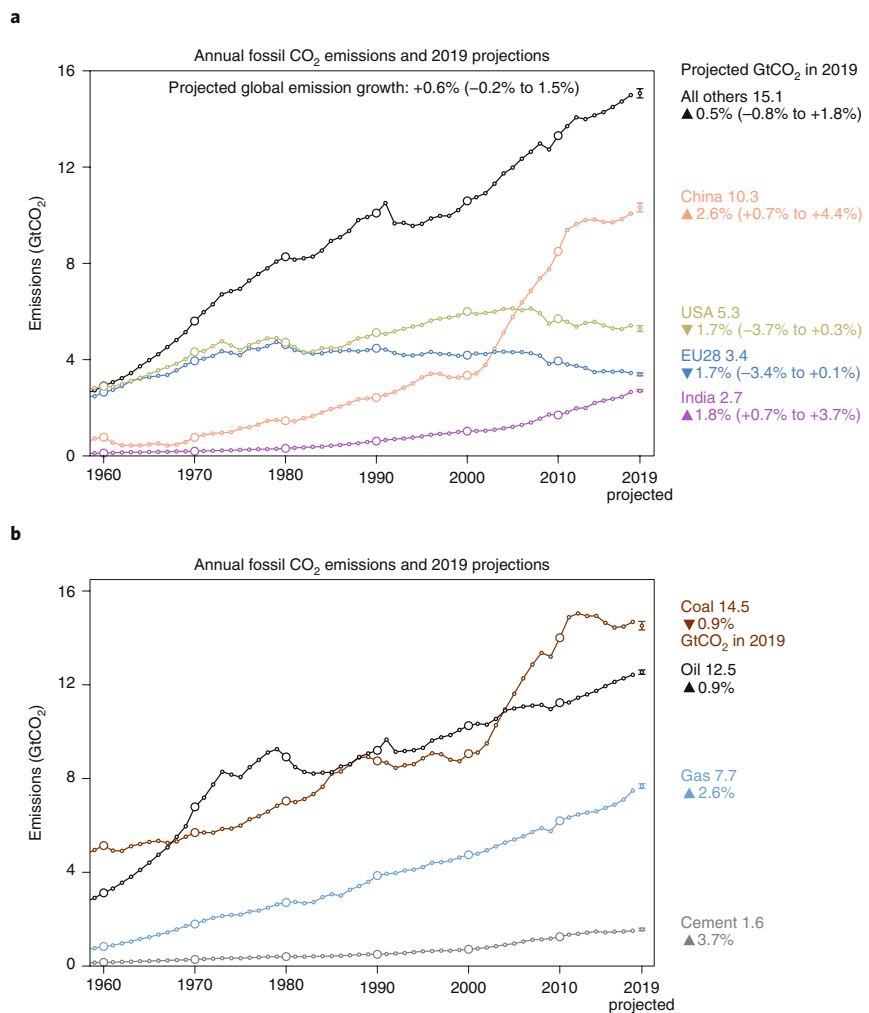 a
Annual fossil CO₂ emissions and 2019 projections
Projected global emission growth: +0.6% (−0.2% to 1.5%)
Emissions (GtCO₂)
16
12
8
4
0
1960
1970
1980
1990
2000
2010
2019
projected
Projected GtCO₂ in 2019
All others 15.1
▲0.5% (−0.8% to +1.8%)
China 10.3
▲2.6% (+0.7% to +4.4%)
USA 5.3
▼1.7% (−3.7% to +0.3%)
EU28 3.4
▼1.7% (−3.4% to +0.1%)
India 2.7
▲1.8% (+0.7% to +3.7%)
b
Annual fossil CO₂ emissions and 2019 projections
Emissions (GtCO₂)
16
12
8
4
0
1960
1970
1980
1990
2000
2010
2019
projected
Coal 14.5
▼0.9%
GtCO₂ in 2019
Oil 12.5
▲0.9%
Gas 7.7
▲2.6%
Cement 1.6
▲3.7%